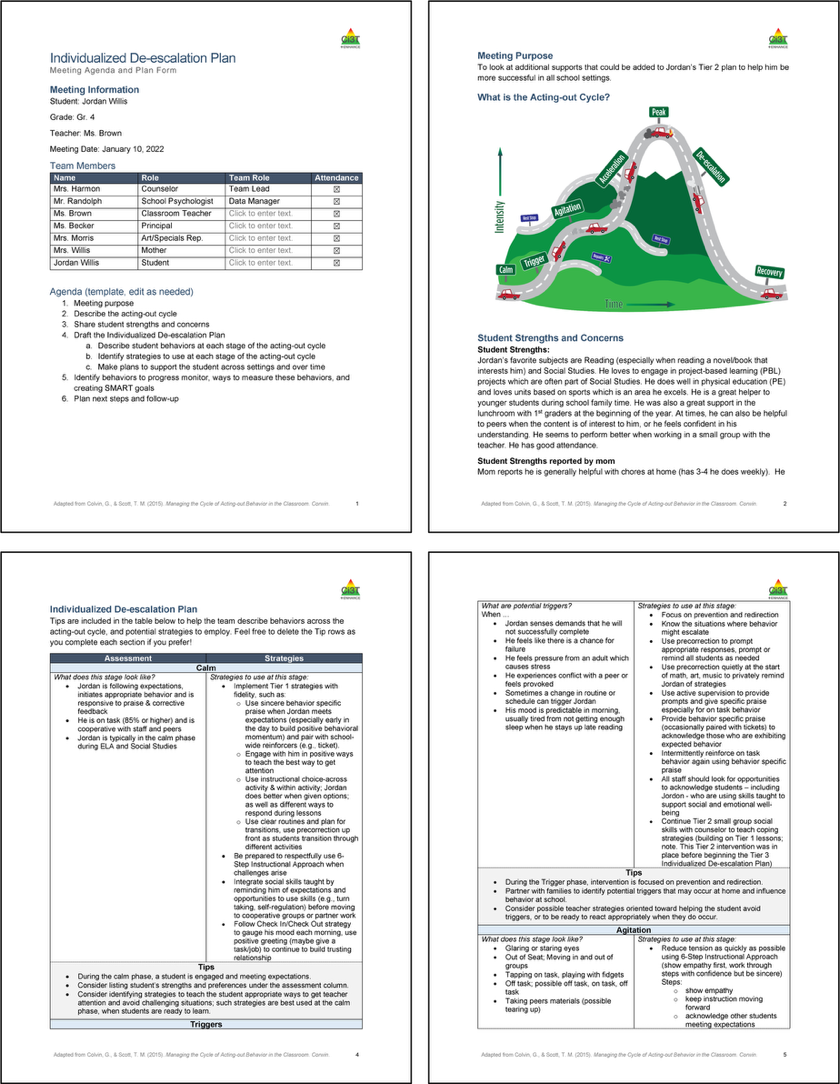 Ci3T
ENHANCE
Individualized De-escalation Plan
Meeting Agenda and Plan Form
Meeting Information
Student: Jordan Willis
Grade: Gr. 4
Teacher: Ms. Brown
Meeting Date: January 10, 2022
Team Members
Name Role Team Role Attendance
Mrs. Harmon Counselor Team Lead ☒
Mr. Randolph School Psychologist Data Manager ☒
Ms. Brown Classroom Teacher Click to enter text. ☒
Ms. Becker Principal Click to enter text. ☒
Mrs. Morris Art/Specials Rep. Click to enter text. ☒
Mrs. Willis Mother Click to enter text. ☒
Jordan Willis Student Click to enter text. ☒
Agenda (template, edit as needed)
1. Meeting purpose
2. Describe the acting-out cycle
3. Share student strengths and concerns
4. Draft the Individualized De-escalation Plan
a. Describe student behaviors at each stage of the acting-out cycle
b. Identify strategies to use at each stage of the acting-out cycle
c. Make plans to support the student across settings and over time
5. Identify behaviors to progress monitor, ways to measure these behaviors, and
creating SMART goals
6. Plan next steps and follow-up
Adapted from Colvin, G., & Scott, T. M. (2015). Managing the Cycle of Acting-out Behavior in the Classroom. Corwin. 1
Ci3T
ENHANCE
Meeting Purpose
To look at additional supports that could be added to Jordan's Tier 2 plan to help him be
more successful in all school settings.
What is the Acting-out Cycle?
Peak
Acceleration
De-escalation
Agitation
Rest Stop
Rest Stop
Trigger
Calm
Recovery
Intensity
Time
Student Strengths and Concerns
Student Strengths:
Jordan's favorite subjects are Reading (especially when reading a novel/book that
interests him) and Social Studies. He loves to engage in project-based learning (PBL)
projects which are often part of Social Studies. He does well in physical education (PE)
and loves units based on sports which is an area he excels. He is a great helper to
younger students during school family time. He was also a great support in the
lunchroom with 1st graders at the beginning of the year. At times, he can also be helpful
to peers when the content is of interest to him, or he feels confident in his
understanding. He seems to perform better when working in a small group with the
teacher. He has good attendance.
Student Strengths reported by mom
Mom reports he is generally helpful with chores at home (has 3-4 he does weekly). He
Adapted from Colvin, G., & Scott, T. M. (2015). Managing the Cycle of Acting-out Behavior in the Classroom. Corwin. 2
Ci3T
ENHANCE
Individualized De-escalation Plan
Tips are included in the table below to help the team describe behaviors across the
acting-out cycle, and potential strategies to employ. Feel free to delete the Tip rows as
you complete each section if you prefer!
Assessment Strategies
Calm
What does this stage look like?
• Jordan is following expectations,
initiates appropriate behavior and is
responsive to praise & corrective
feedback
• He is on task (85% or higher) and is
cooperative with staff and peers
• Jordan is typically in the calm phase
during ELA and Social Studies
Strategies to use at this stage:
• Implement Tier 1 strategies with
fidelity, such as:
o Use sincere behavior specific
praise when Jordan meets
expectations (especially early in
the day to build positive behavioral
momentum) and pair with school-
wide reinforcers (e.g., ticket).
o Engage with him in positive ways
to teach the best way to get
attention
o Use instructional choice-across
activity & within activity; Jordan
does better when given options;
as well as different ways to
respond during lessons
o Use clear routines and plan for
transitions, use precorrection up
front as students transition through
different activities
• Be prepared to respectfully use 6-
Step Instructional Approach when
challenges arise
• Integrate social skills taught by
reminding him of expectations and
opportunities to use skills (e.g., turn
taking, self-regulation) before moving
to cooperative groups or partner work
• Follow Check In/Check Out strategy
to gauge his mood each morning, use
positive greeting (maybe give a
task/job) to continue to build trusting
relationship
Tips
• During the calm phase, a student is engaged and meeting expectations.
• Consider listing student's strengths and preferences under the assessment column.
• Consider identifying strategies to teach the student appropriate ways to get teacher
attention and avoid challenging situations; such strategies are best used at the calm
phase, when students are ready to learn.
Triggers
Adapted from Colvin, G., & Scott, T. M. (2015). Managing the Cycle of Acting-out Behavior in the Classroom. Corwin. 4
Ci3T
ENHANCE
What are potential triggers?
When …
• Jordan senses demands that he will
not successfully complete
• He feels like there is a chance for
failure
• He feels pressure from an adult which
causes stress
• He experiences conflict with a peer or
feels provoked
• Sometimes a change in routine or
schedule can trigger Jordan
• His mood is predictable in morning,
usually tired from not getting enough
sleep when he stays up late reading
Strategies to use at this stage:
• Focus on prevention and redirection
• Know the situations where behavior
might escalate
• Use precorrection to prompt
appropriate responses, prompt or
remind all students as needed
• Use precorrection quietly at the start
of math, art, music to privately remind
Jordan of strategies
• Use active supervision to provide
prompts and give specific praise
especially for on task behavior
• Provide behavior specific praise
(occasionally paired with tickets) to
acknowledge those who are exhibiting
expected behavior
• Intermittently reinforce on task
behavior again using behavior specific
praise
• All staff should look for opportunities
to acknowledge students – including
Jordon - who are using skills taught to
support social and emotional well-
being
• Continue Tier 2 small group social
skills with counselor to teach coping
strategies (building on Tier 1 lessons;
note. This Tier 2 intervention was in
place before beginning the Tier 3
Individualized De-escalation Plan)
Tips
• During the Trigger phase, intervention is focused on prevention and redirection.
• Partner with families to identify potential triggers that may occur at home and influence
behavior at school.
• Consider possible teacher strategies oriented toward helping the student avoid
triggers, or to be ready to react appropriately when they do occur.
Agitation
What does this stage look like?
• Glaring or staring eyes
• Out of Seat; Moving in and out of
groups
• Tapping on task, playing with fidgets
• Off task; possible off task, on task, off
task
• Taking peers materials (possible
tearing up)
Strategies to use at this stage:
• Reduce tension as quickly as possible
using 6-Step Instructional Approach
(show empathy first, work through
steps with confidence but be sincere)
Steps:
o show empathy
o keep instruction moving
forward
o acknowledge other students
meeting expectations
Adapted from Colvin, G., & Scott, T. M. (2015). Managing the Cycle of Acting-out Behavior in the Classroom. Corwin. 5